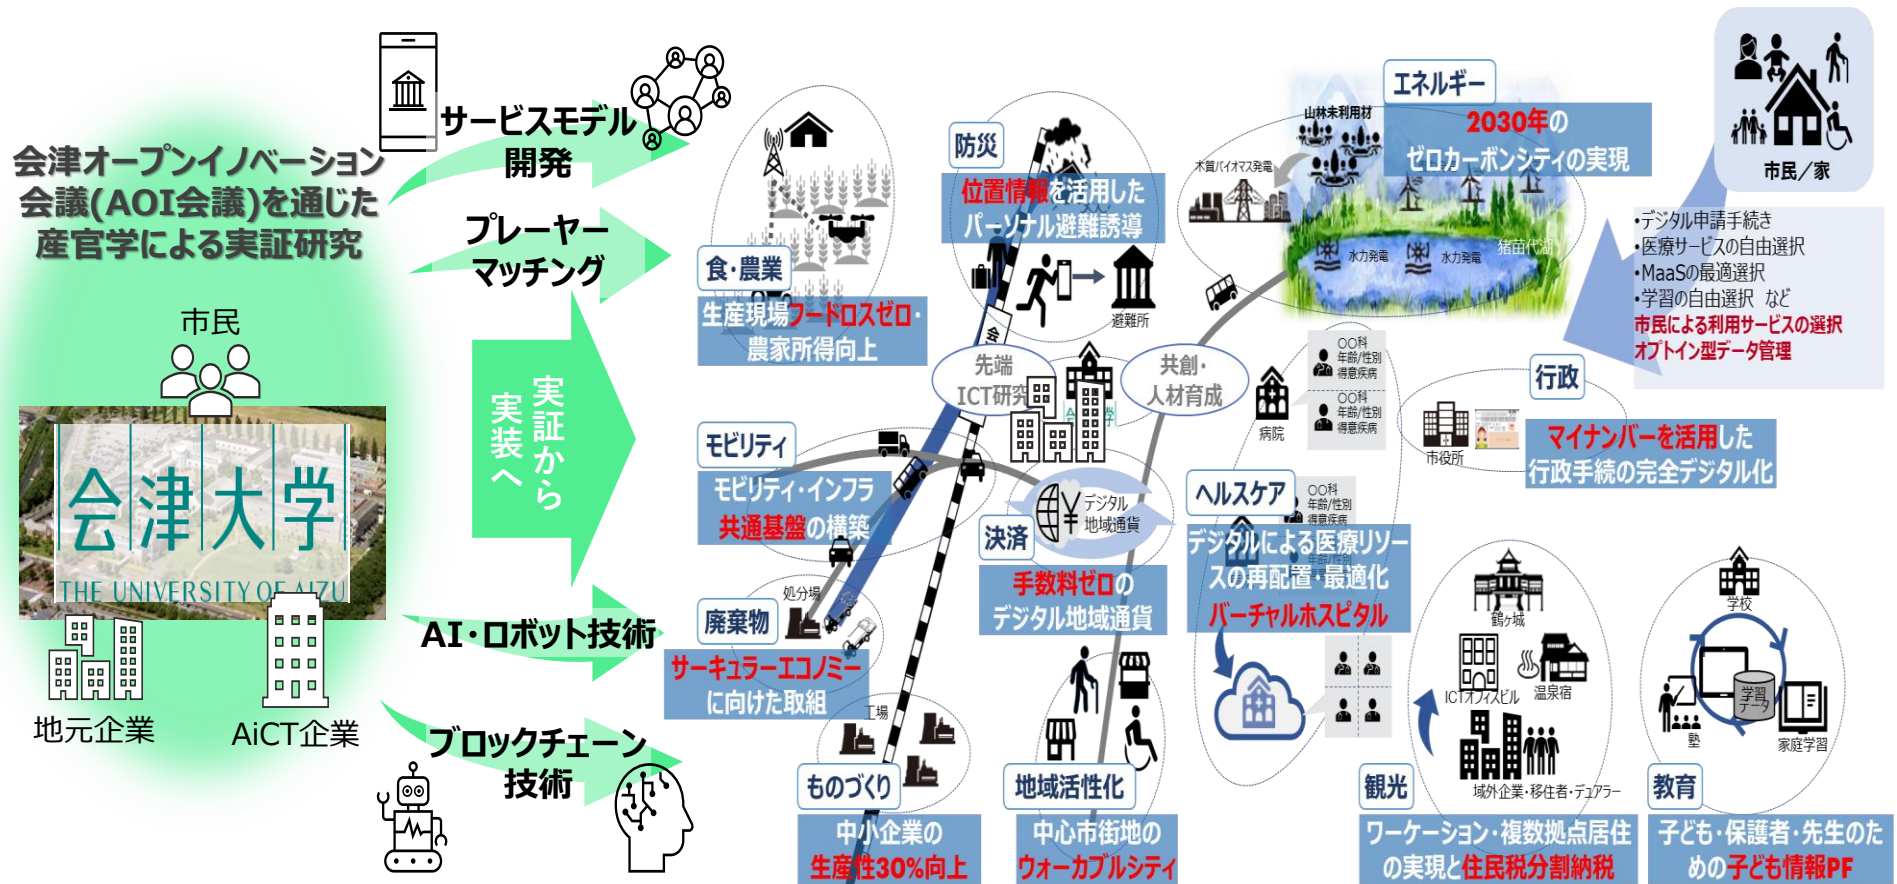 会津オープンイノベーション
会議(AOI会議)を通じた
産官学による実証研究
市民
会津大学
THE UNIVERSITY OF AIZU
地元企業
AiCT企業
サービスモデル
開発
プレーヤー
マッチング
実証から
実装へ
AI・ロボット技術
ブロックチェーン
技術
食・農業
生産現場フードロスゼロ・
農家所得向上
防災
位置情報を活用した
パーソナル避難誘導
避難所
エネルギー
2030年の
ゼロカーボンシティの実現
山林未利用材
木質バイオマス発電
水力発電
水力発電
猪苗代湖
市民／家
•デジタル申請手続き
•医療サービスの自由選択
•MaaSの最適選択
•学習の自由選択 など
市民による利用サービスの選択
オプトイン型データ管理
先端
ICT研究
会
学
共創・
人材育成
モビリティ
モビリティ・インフラ
共通基盤の構築
決済
デジタル
地域通貨
手数料ゼロの
デジタル地域通貨
病院
〇〇科
年齢/性別
得意疾病
〇〇科
年齢/性別
得意疾病
行政
市役所
マイナンバーを活用した
行政手続の完全デジタル化
ヘルスケア
〇〇科
年齢/性別
得意疾病
デジタルによる医療リソー
スの再配置・最適化
バーチャルホスピタル
廃棄物
処分場
サーキュラーエコノミー
に向けた取組
工場
ものづくり
中小企業の
生産性30%向上
地域活性化
中心市街地の
ウォーカブルシティ
鶴ヶ城
ICTオフィスビル
温泉宿
域外企業・移住者・デュアラー
観光
ワーケーション・複数拠点居住
の実現と住民税分割納税
学校
学習
データ
塾
家庭学習
教育
子ども・保護者・先生のた
めの子ども情報PF